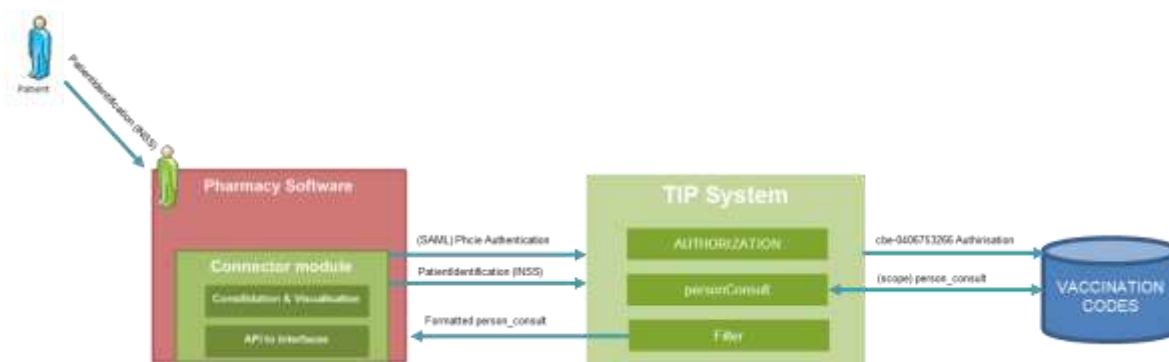 Patient
PatientIdentification (INSS)
Pharmacy Software
TIP System
(SAML) Phcie Authentication
AUTHORIZATION
cbe-0406753266 Authirisation
Connector module
PatientIdentification (INSS)
personConsult
(scope) person_consult
VACCINATION
CODES
Consolidation & Visualisation
Formatted person_consult
Filter
API to Interfaces